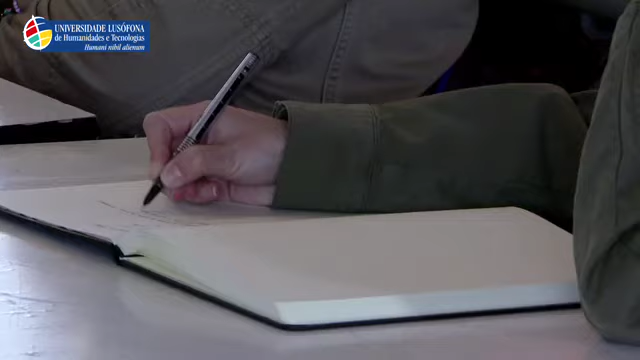 UNIVERSIDADE LUSÓFONA
de Humanidades e Tecnologias
Humani nihil alienum